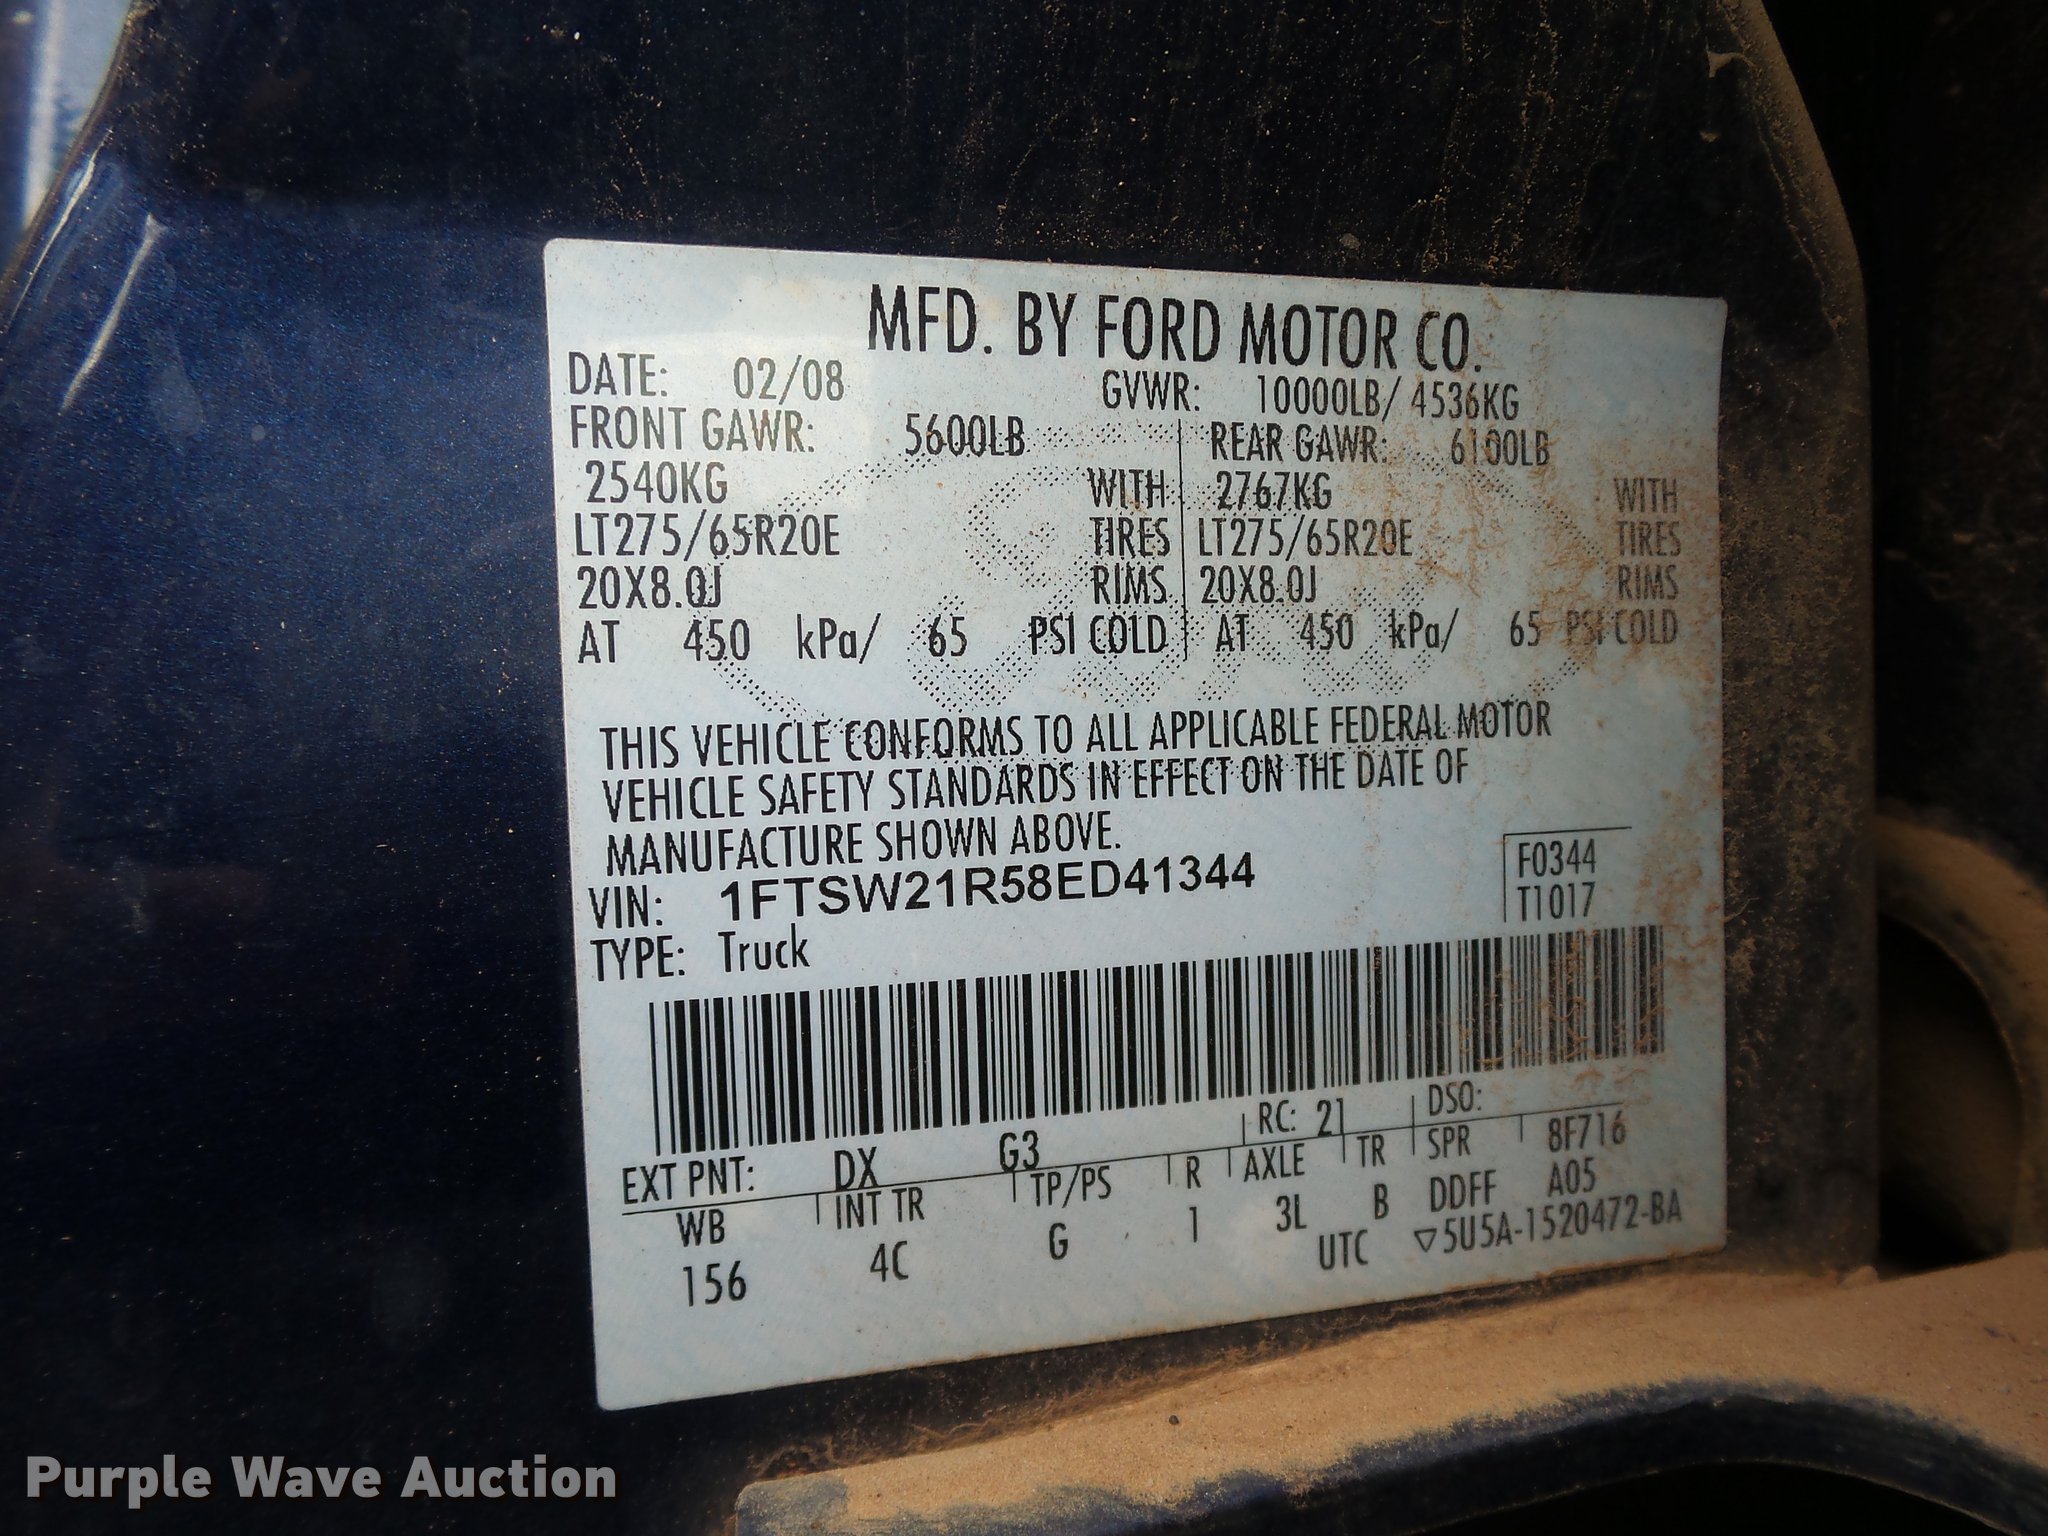 MFD. BY FORD MOTOR CO.
DATE: 02/08 GVWR: 10000LB/ 4536KG
FRONT GAWR: 5600LB REAR GAWR: 6100LB
2540KG WITH 2767KG WITH
LT275/65R20E TIRES LT275/65R20E TIRES
20X8.0J RIMS 20X8.0J RIMS
AT 450 kPa/ 65 PSI COLD AT 450 kPa/ 65 PSI COLD
THIS VEHICLE CONFORMS TO ALL APPLICABLE FEDERAL MOTOR
VEHICLE SAFETY STANDARDS IN EFFECT ON THE DATE OF
MANUFACTURE SHOWN ABOVE.
VIN: 1FTSW21R58ED41344
F0344
T1017
TYPE: Truck
EXT PNT: DX G3 RC: 21 DSO:
WB INT TR TP/PS R AXLE TR SPR 8F716
156 4C G 1 3L B DDFF A05
UTC ▽5U5A-1520472-BA
Purple Wave Auction